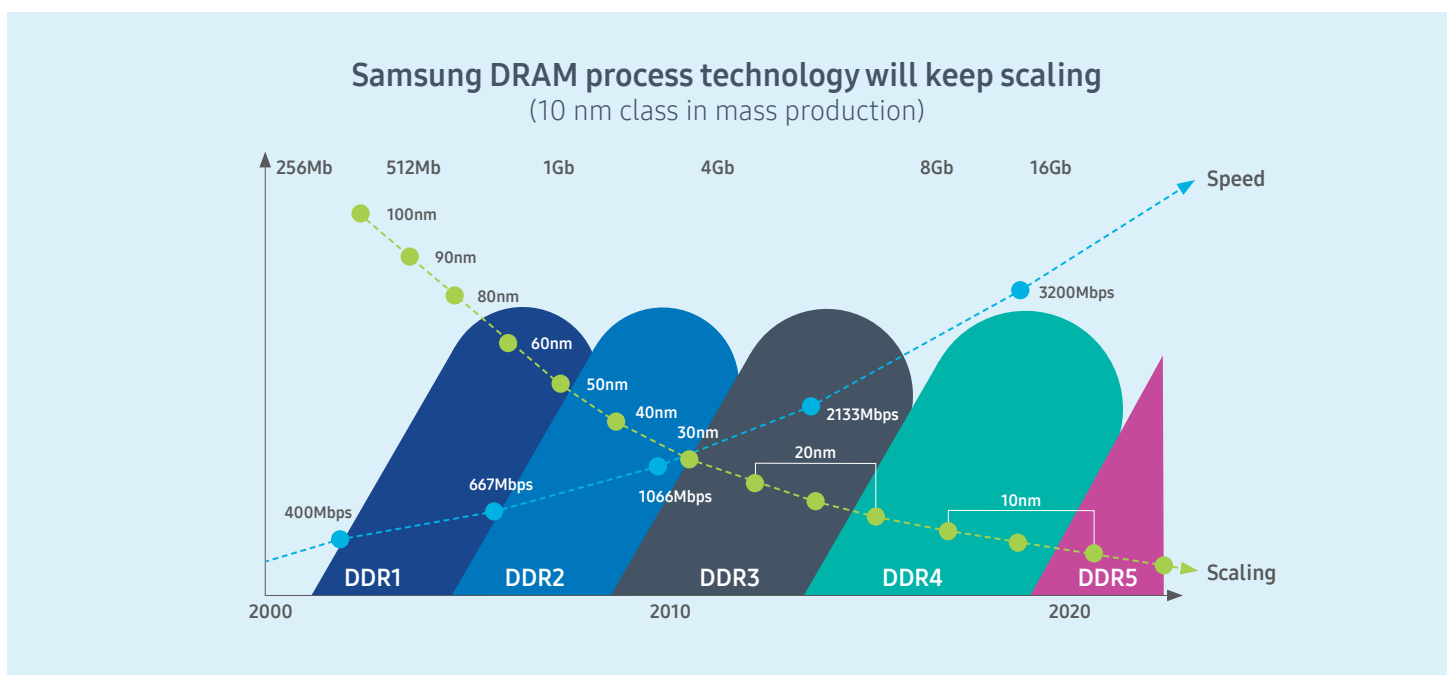 Samsung DRAM process technology will keep scaling
(10 nm class in mass production)
256Mb 512Mb 1Gb 4Gb 8Gb 16Gb
Speed
100nm
90nm
80nm
3200Mbps
60nm
50nm
40nm
2133Mbps
30nm
20nm
667Mbps
1066Mbps
10nm
400Mbps
DDR1 DDR2 DDR3 DDR4 DDR5
Scaling
2000 2010 2020